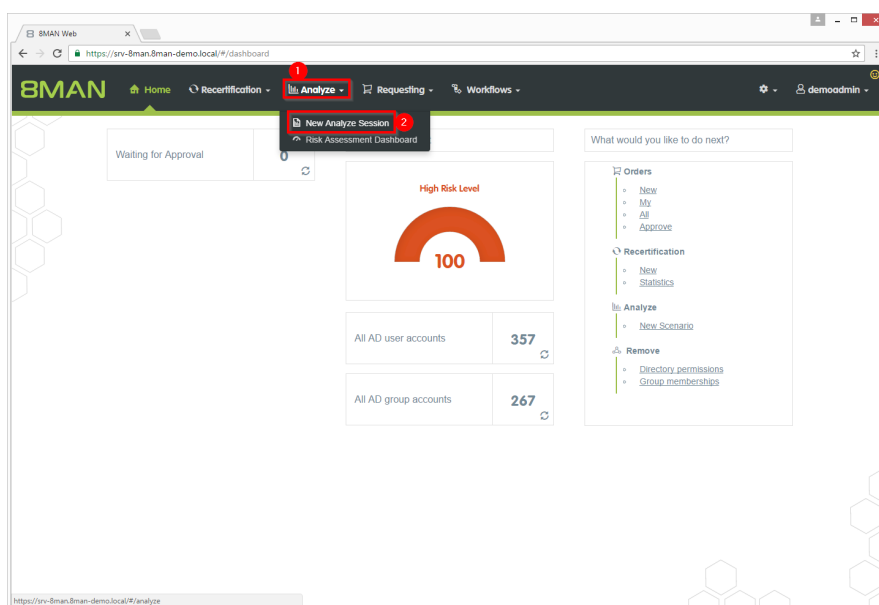 8MAN Web
https://srv-8man.8man-demo.local/#/dashboard
8MAN
Home
Recertification
1
Analyze
Requesting
Workflows
demoadmin
New Analyze Session
2
Risk Assessment Dashboard
Waiting for Approval
0
High Risk Level
100
All AD user accounts
357
All AD group accounts
267
What would you like to do next?
Orders
New
My
All
Approve
Recertification
New
Statistics
Analyze
New Scenario
Remove
Directory permissions
Group memberships
https://srv-8man.8man-demo.local/#/analyze